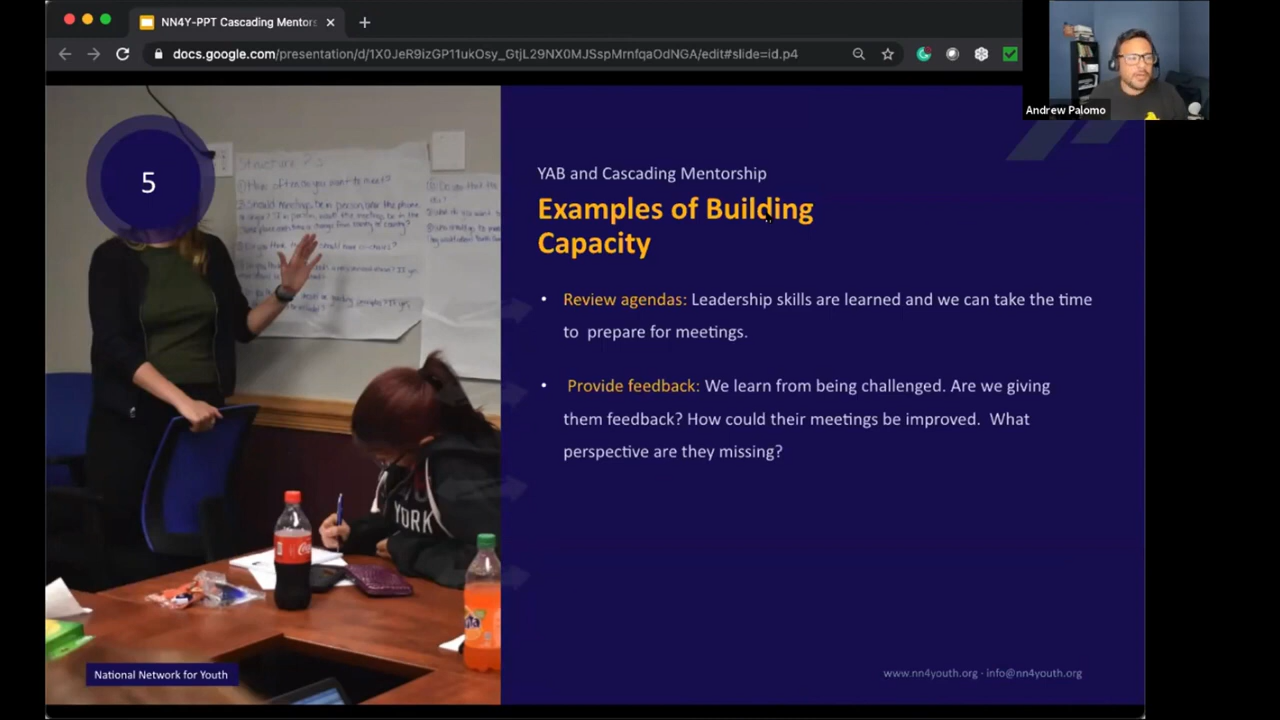 NN4Y-PPT Cascading Mentors
docs.google.com/presentation/d/1X0JeR9izGP11ukOsy_GtjL29NX0MJSspMrnfqaOdNGA/edit#slide=id.p4
Andrew Palomo
5
YAB and Cascading Mentorship
Examples of Building
Capacity
• Review agendas: Leadership skills are learned and we can take the time
to prepare for meetings.
• Provide feedback: We learn from being challenged. Are we giving
them feedback? How could their meetings be improved. What
perspective are they missing?
Structure
YORK
National Network for Youth
www.nn4youth.org · info@nn4youth.org